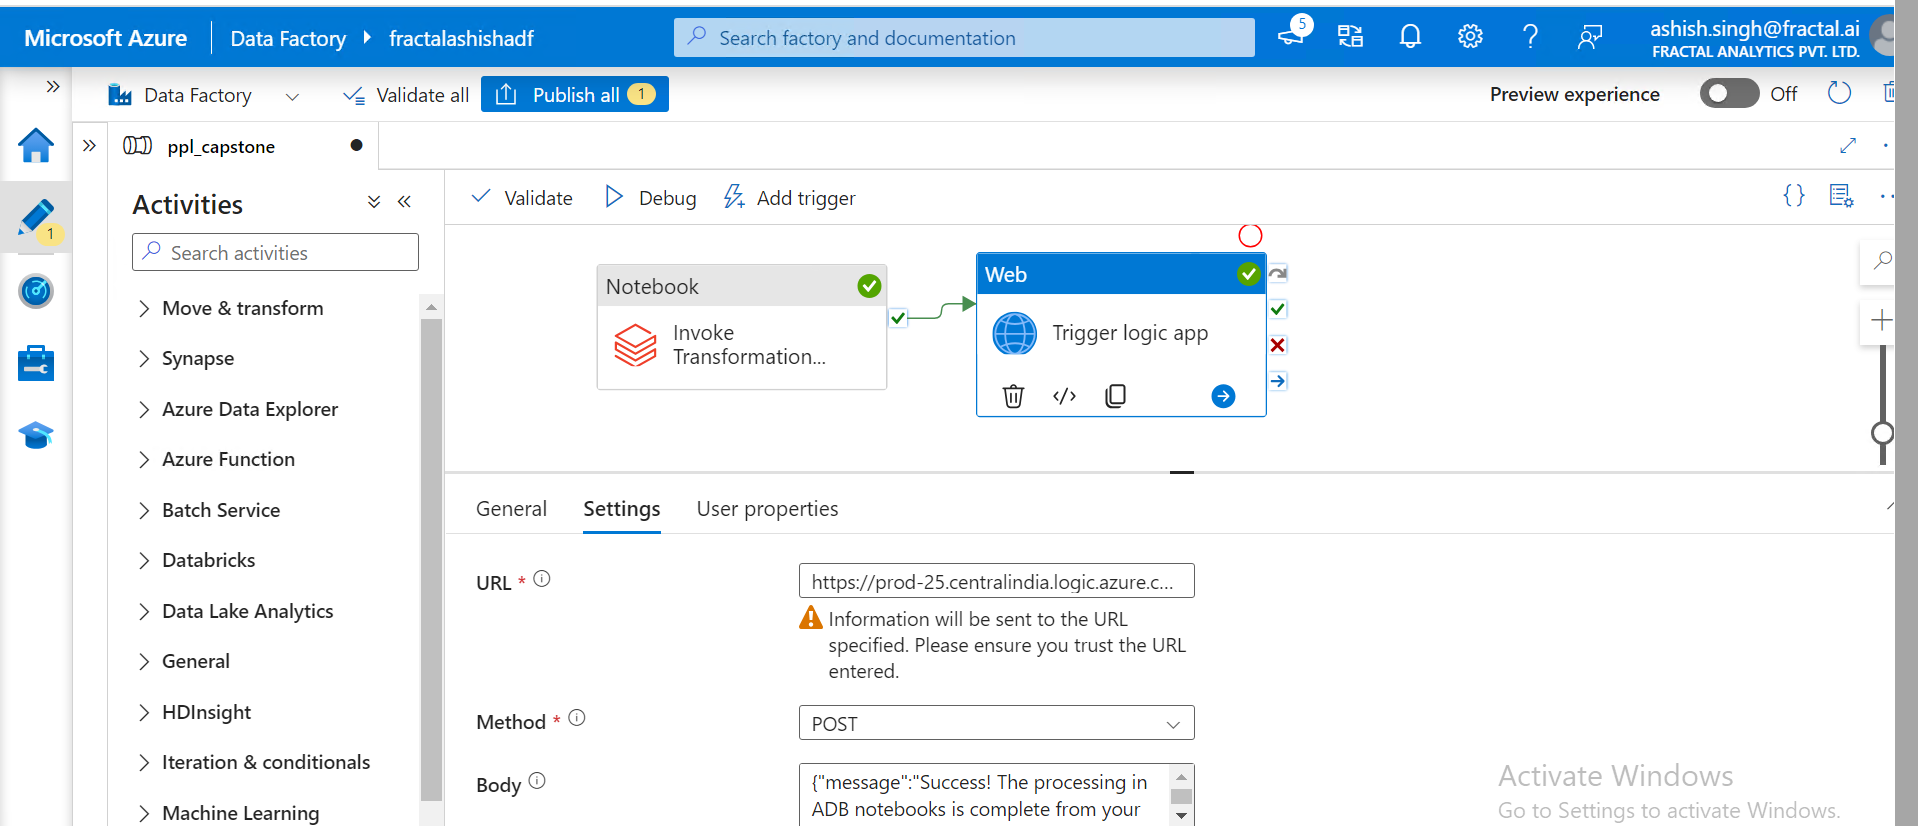 Microsoft Azure
Data Factory
fractalashishadf
Search factory and documentation
5
ashish.singh@fractal.ai
FRACTAL ANALYTICS PVT. LTD.
Data Factory
Validate all
Publish all
1
Preview experience
Off
ppl_capstone
1
Activities
Search activities
Move & transform
Synapse
Azure Data Explorer
Azure Function
Batch Service
Databricks
Data Lake Analytics
General
HDInsight
Iteration & conditionals
Machine Learning
Validate
Debug
Add trigger
Notebook
Invoke
Transformation...
Web
Trigger logic app
General
Settings
User properties
URL *
https://prod-25.centralindia.logic.azure.c...
Information will be sent to the URL
specified. Please ensure you trust the URL
entered.
Method *
POST
Body
{"message":"Success! The processing in
ADB notebooks is complete from your
Activate Windows
Go to Settings to activate Windows.